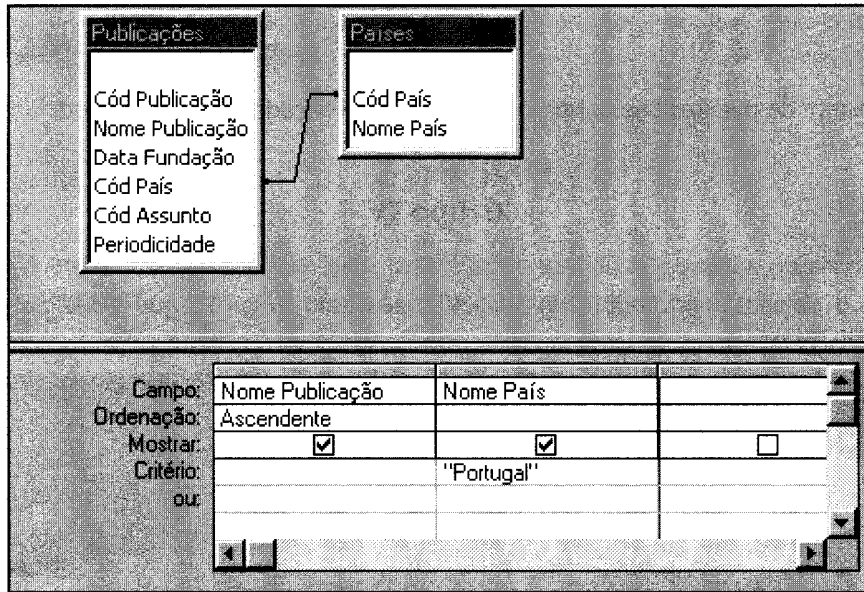 Publicações
Cód Publicação
Nome Publicação
Data Fundação
Cód País
Cód Assunto
Periodicidade
Países
Cód País
Nome País
Campo: Nome Publicação Nome País
Ordenação: Ascendente
Mostrar:
Critério: "Portugal"
ou: